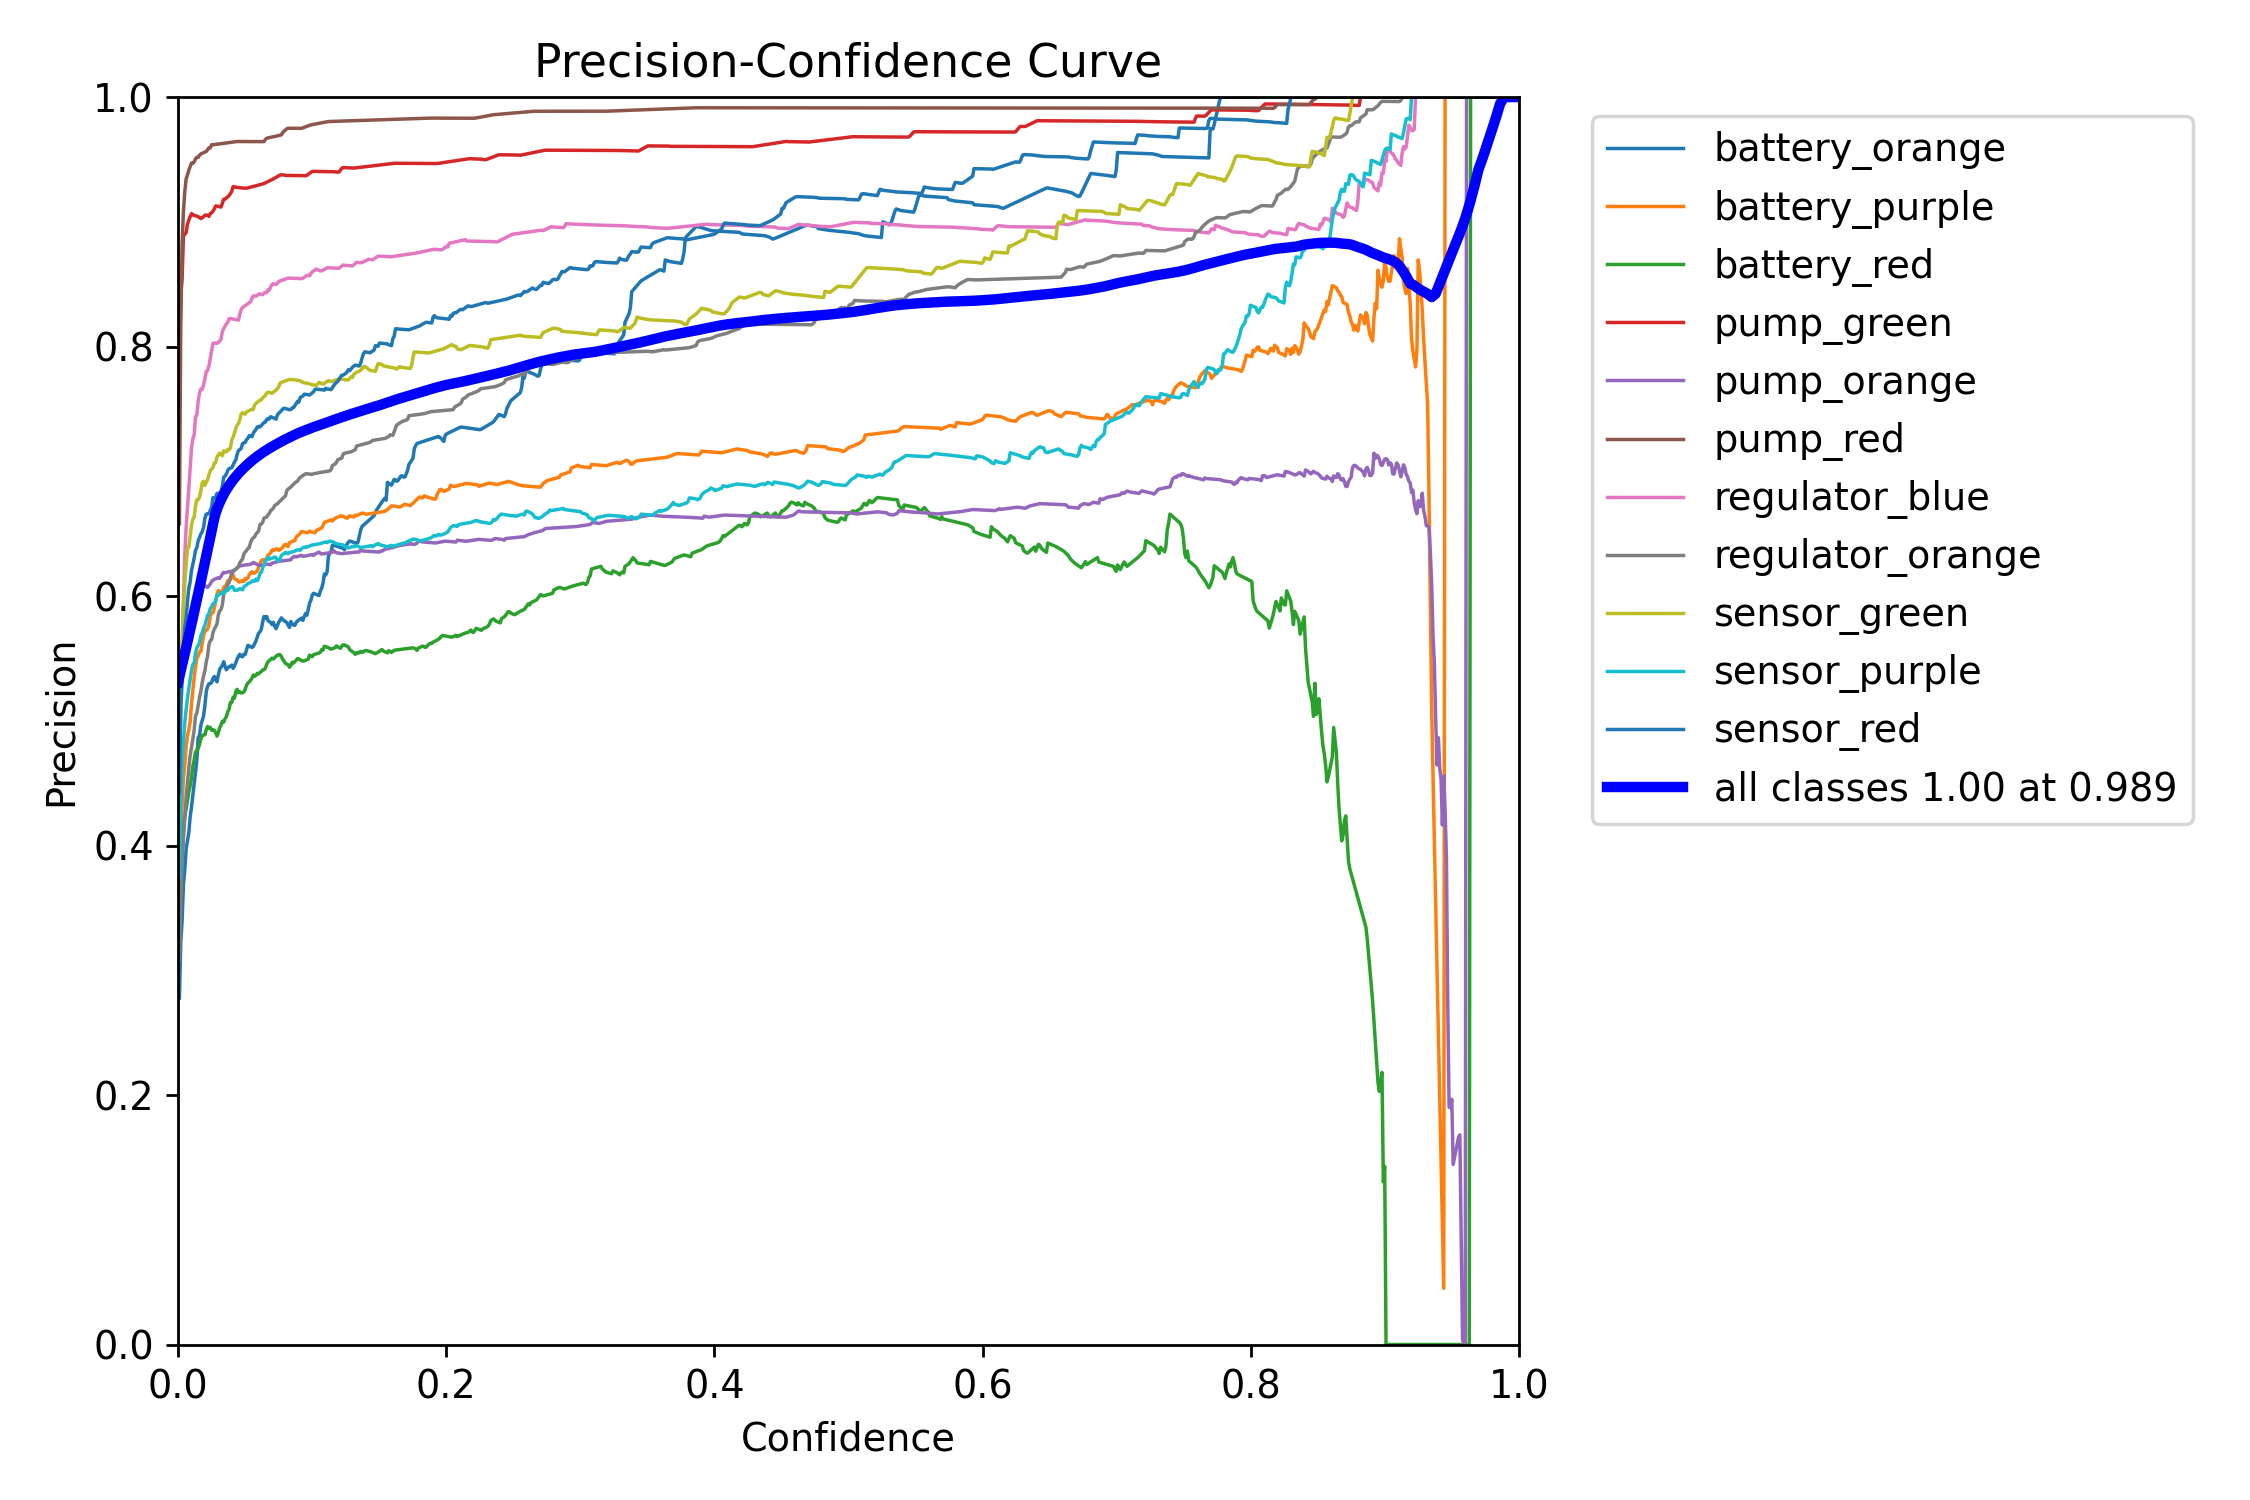 Precision-Confidence Curve
1.0
0.8
0.6
0.4
0.2
0.0
Precision
0.0 0.2 0.4 0.6 0.8 1.0
Confidence
battery_orange
battery_purple
battery_red
pump_green
pump_orange
pump_red
regulator_blue
regulator_orange
sensor_green
sensor_purple
sensor_red
all classes 1.00 at 0.989